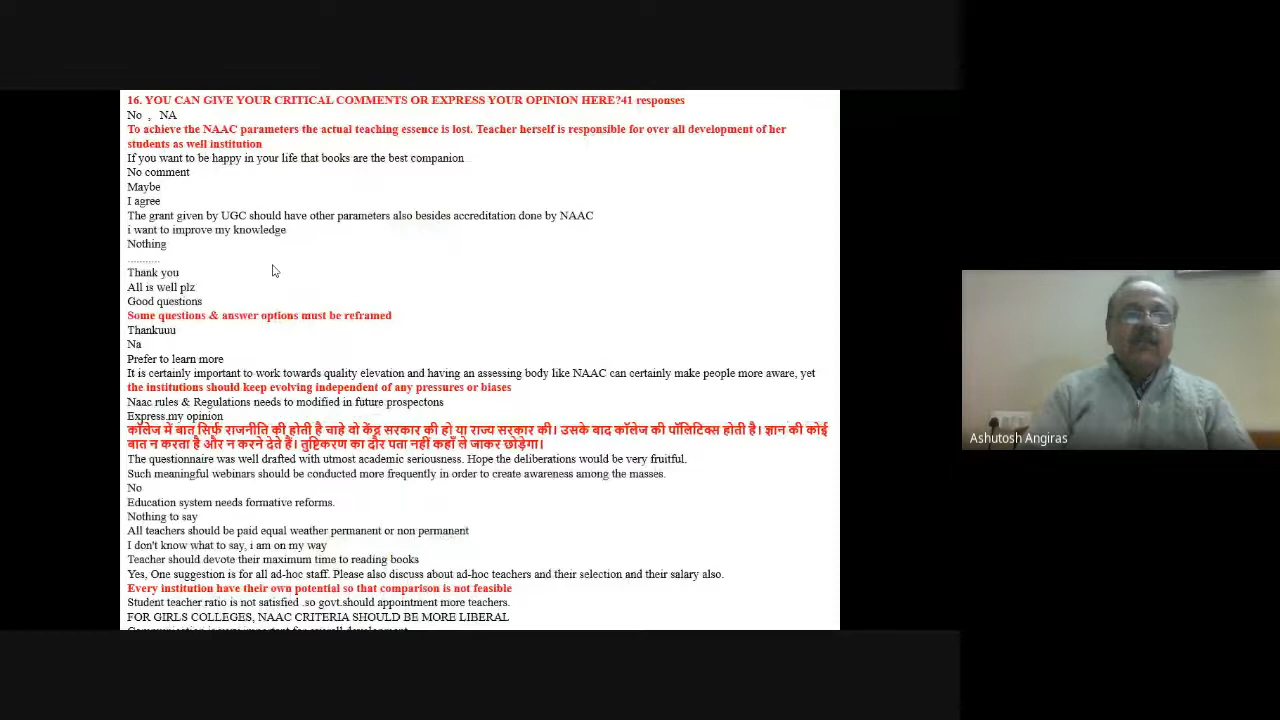 16. YOU CAN GIVE YOUR CRITICAL COMMENTS OR EXPRESS YOUR OPINION HERE?41 responses
No , NA
To achieve the NAAC parameters the actual teaching essence is lost. Teacher herself is responsible for over all development of her
students as well institution
If you want to be happy in your life that books are the best companion
No comment
Maybe
I agree
The grant given by UGC should have other parameters also besides accreditation done by NAAC
i want to improve my knowledge
Nothing
...........
Thank you
All is well plz
Good questions
Some questions & answer options must be reframed
Thankuuu
Na
Prefer to learn more
It is certainly important to work towards quality elevation and having an assessing body like NAAC can certainly make people more aware, yet
the institutions should keep evolving independent of any pressures or biases
Naac rules & Regulations needs to modified in future prospectons
Express.my opinion
कॉलेज में बात सिर्फ राजनीति की होती है चाहे वो केंद्र सरकार की हो या राज्य सरकार की। उसके बाद कॉलेज की पॉलिटिक्स होती है। ज्ञान की कोई
बात न करता है और न करने देते हैं। तुष्टिकरण का दौर पता नहीं कहाँ ले जाकर छोड़ेगा।
The questionnaire was well drafted with utmost academic seriousness. Hope the deliberations would be very fruitful.
Such meaningful webinars should be conducted more frequently in order to create awareness among the masses.
No
Education system needs formative reforms.
Nothing to say
All teachers should be paid equal weather permanent or non permanent
I don't know what to say, i am on my way
Teacher should devote their maximum time to reading books
Yes, One suggestion is for all ad-hoc staff. Please also discuss about ad-hoc teachers and their selection and their salary also.
Every institution have their own potential so that comparison is not feasible
Student teacher ratio is not satisfied .so govt.should appointment more teachers.
FOR GIRLS COLLEGES, NAAC CRITERIA SHOULD BE MORE LIBERAL
Communication is very important for overall development
Ashutosh Angiras